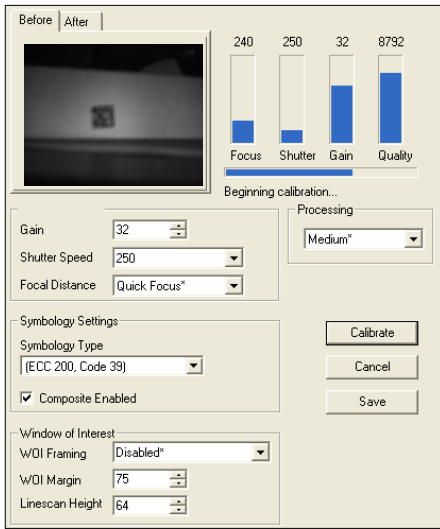 Before After
240 250 32 8792
Focus Shutter Gain Quality
Beginning calibration...
Gain 32
Shutter Speed 250
Focal Distance Quick Focus*
Processing
Medium*
Symbology Settings
Symbology Type
(ECC 200, Code 39)
Composite Enabled
Calibrate
Cancel
Save
Window of Interest
WOI Framing Disabled*
WOI Margin 75
Linescan Height 64